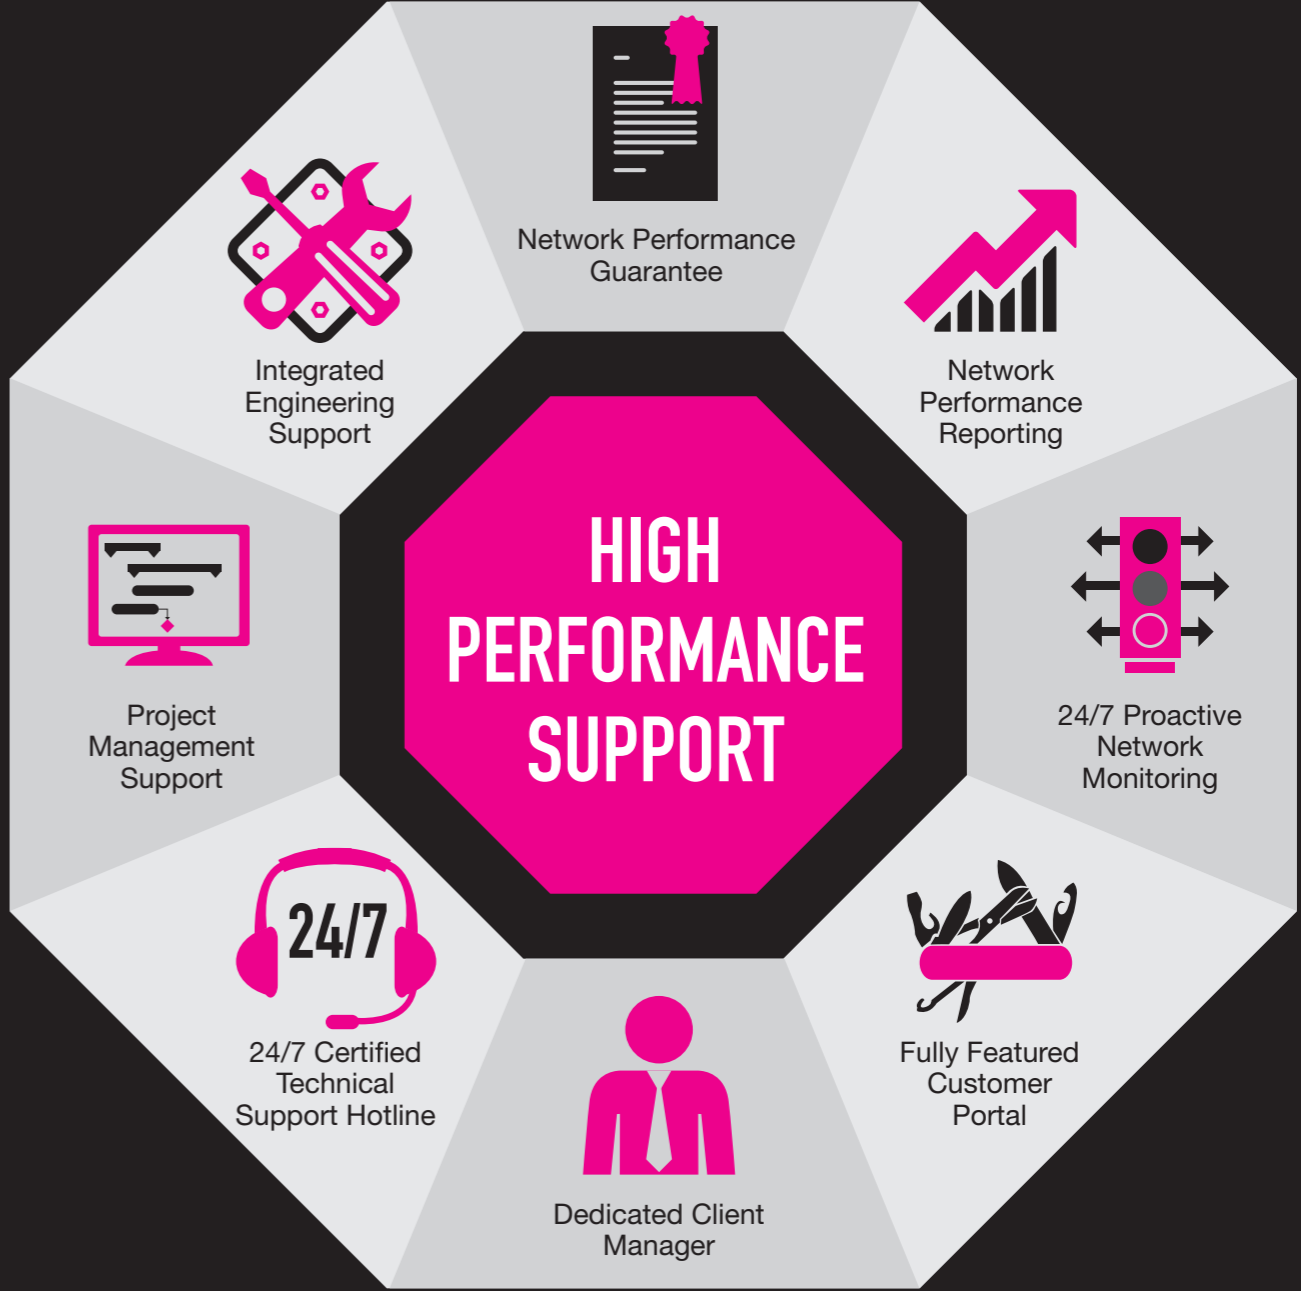 Network Performance
Guarantee
Integrated
Engineering
Support
Network
Performance
Reporting
HIGH
PERFORMANCE
SUPPORT
Project
Management
Support
24/7 Proactive
Network
Monitoring
24/7
24/7 Certified
Technical
Support Hotline
Fully Featured
Customer
Portal
Dedicated Client
Manager